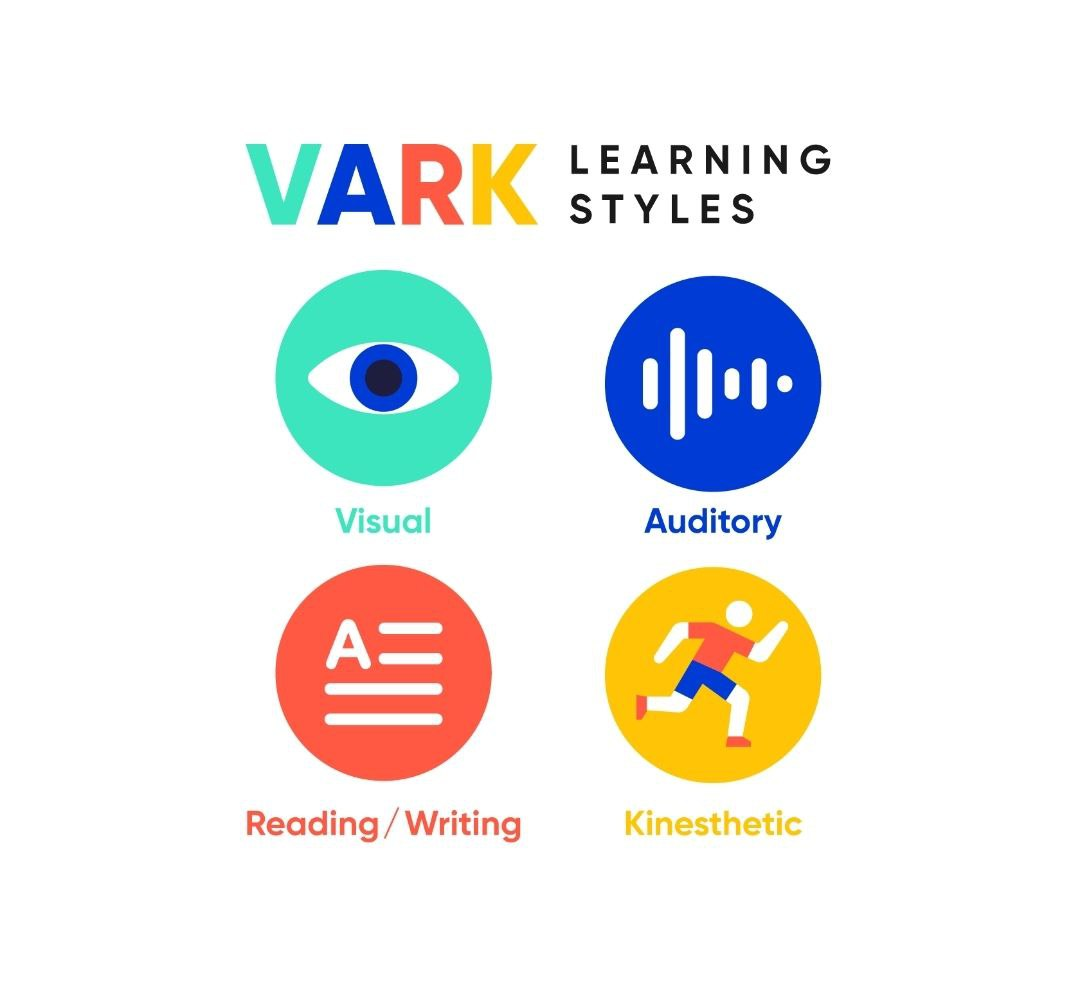 VARK LEARNING
STYLES
Visual
Auditory
A
Reading/Writing
Kinesthetic